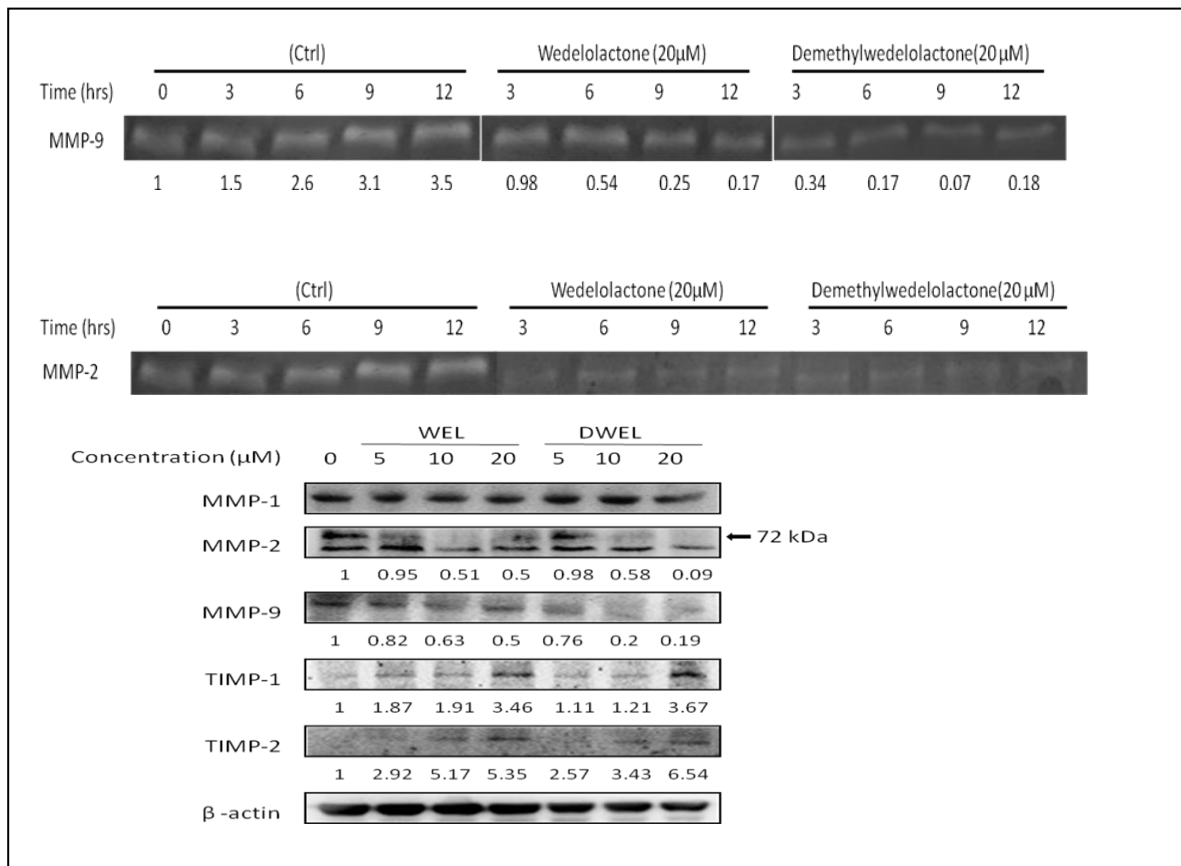 (Ctrl) Wedelolactone (20μM) Demethylwedelolactone(20 μM)
Time (hrs) 0 3 6 9 12 3 6 9 12 3 6 9 12
MMP-9
1 1.5 2.6 3.1 3.5 0.98 0.54 0.25 0.17 0.34 0.17 0.07 0.18
(Ctrl) Wedelolactone (20μM) Demethylwedelolactone(20 μM)
Time (hrs) 0 3 6 9 12 3 6 9 12 3 6 9 12
MMP-2
WEL DWEL
Concentration (μM) 0 5 10 20 5 10 20
MMP-1
MMP-2 72 kDa
1 0.95 0.51 0.5 0.98 0.58 0.09
MMP-9
1 0.82 0.63 0.5 0.76 0.2 0.19
TIMP-1
1 1.87 1.91 3.46 1.11 1.21 3.67
TIMP-2
1 2.92 5.17 5.35 2.57 3.43 6.54
β -actin